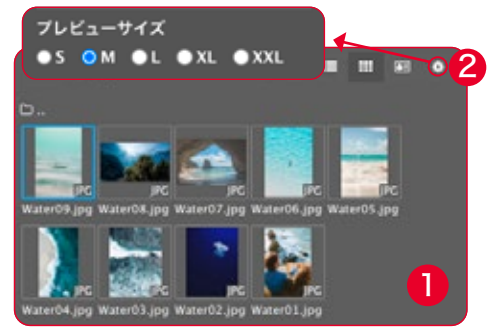 プレビューサイズ
S M L XL XXL
2
..
JPG JPG JPG JPG JPG
Water09.jpg Water08.jpg Water07.jpg Water06.jpg Water05.jpg
JPG JPG JPG JPG
Water04.jpg Water03.jpg Water02.jpg Water01.jpg
1